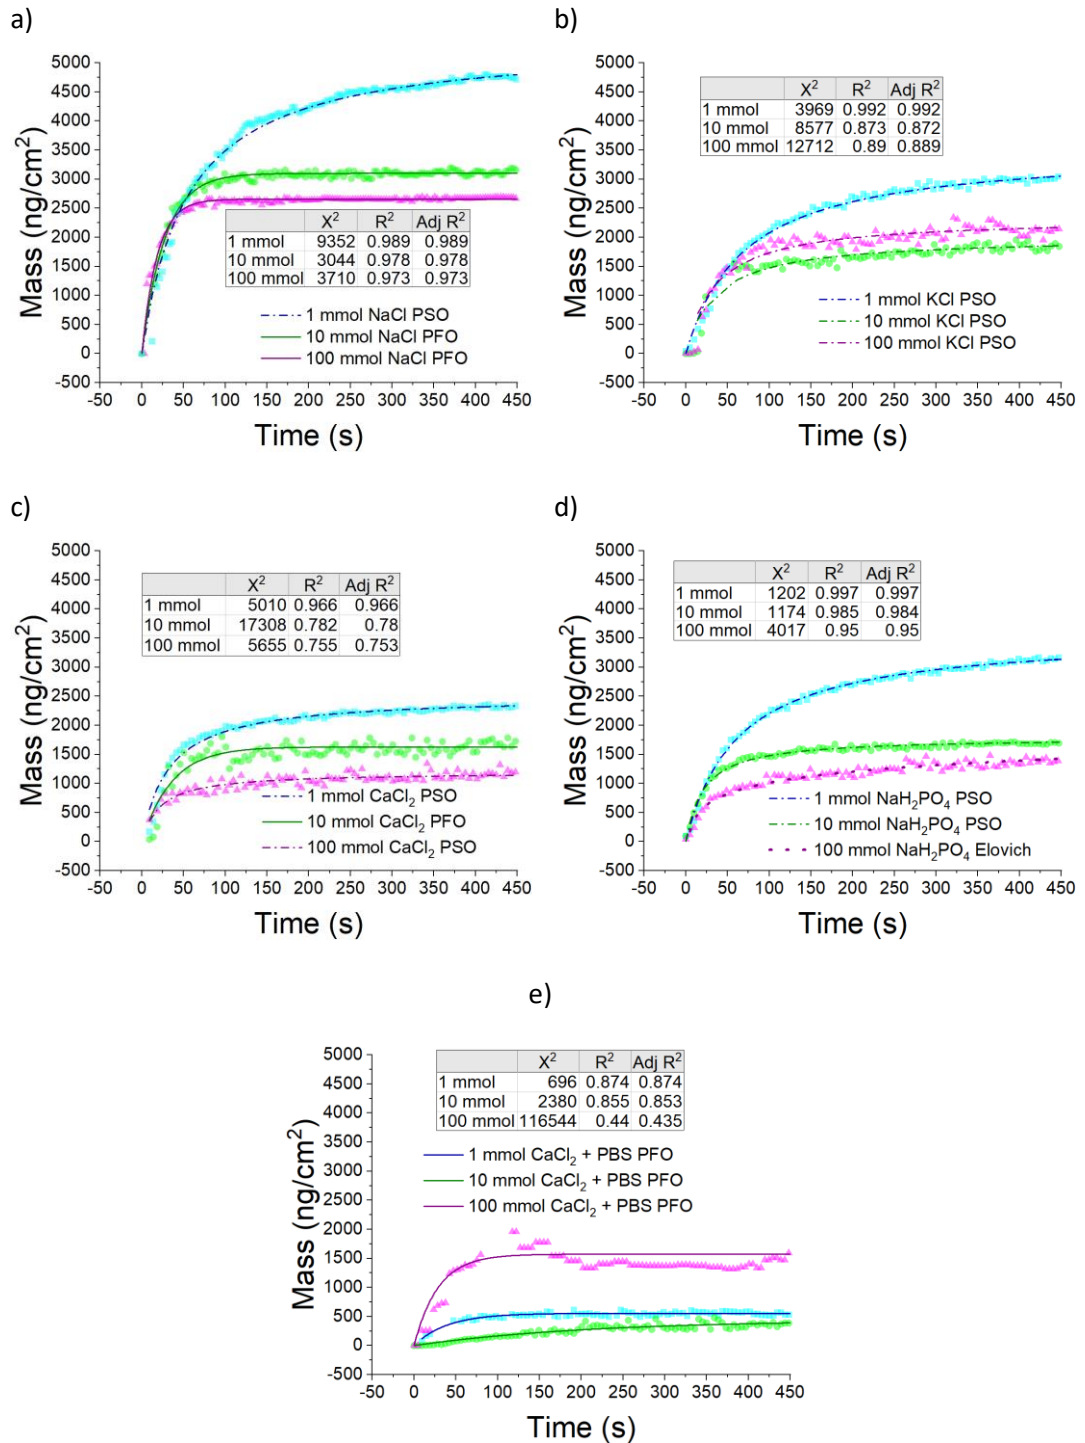 a)
5000
4500
4000
3500
3000
2500
2000
1500
1000
500
0
-500
Mass (ng/cm²)
X² R² Adj R²
1 mmol 9352 0.989 0.989
10 mmol 3044 0.978 0.978
100 mmol 3710 0.973 0.973
1 mmol NaCl PSO
10 mmol NaCl PFO
100 mmol NaCl PFO
-50 0 50 100 150 200 250 300 350 400 450
Time (s)
b)
5000
4500
4000
3500
3000
2500
2000
1500
1000
500
0
-500
Mass (ng/cm²)
X² R² Adj R²
1 mmol 3969 0.992 0.992
10 mmol 8577 0.873 0.872
100 mmol 12712 0.89 0.889
1 mmol KCl PSO
10 mmol KCl PSO
100 mmol KCl PSO
-50 0 50 100 150 200 250 300 350 400 450
Time (s)
c)
5000
4500
4000
3500
3000
2500
2000
1500
1000
500
0
-500
Mass (ng/cm²)
X² R² Adj R²
1 mmol 5010 0.966 0.966
10 mmol 17308 0.782 0.78
100 mmol 5655 0.755 0.753
1 mmol CaCl₂ PSO
10 mmol CaCl₂ PFO
100 mmol CaCl₂ PSO
-50 0 50 100 150 200 250 300 350 400 450
Time (s)
d)
5000
4500
4000
3500
3000
2500
2000
1500
1000
500
0
-500
Mass (ng/cm²)
X² R² Adj R²
1 mmol 1202 0.997 0.997
10 mmol 1174 0.985 0.984
100 mmol 4017 0.95 0.95
1 mmol NaH₂PO₄ PSO
10 mmol NaH₂PO₄ PSO
100 mmol NaH₂PO₄ Elovich
-50 0 50 100 150 200 250 300 350 400 450
Time (s)
e)
5000
4500
4000
3500
3000
2500
2000
1500
1000
500
0
-500
Mass (ng/cm²)
X² R² Adj R²
1 mmol 696 0.874 0.874
10 mmol 2380 0.855 0.853
100 mmol 116544 0.44 0.435
1 mmol CaCl₂ + PBS PFO
10 mmol CaCl₂ + PBS PFO
100 mmol CaCl₂ + PBS PFO
-50 0 50 100 150 200 250 300 350 400 450
Time (s)